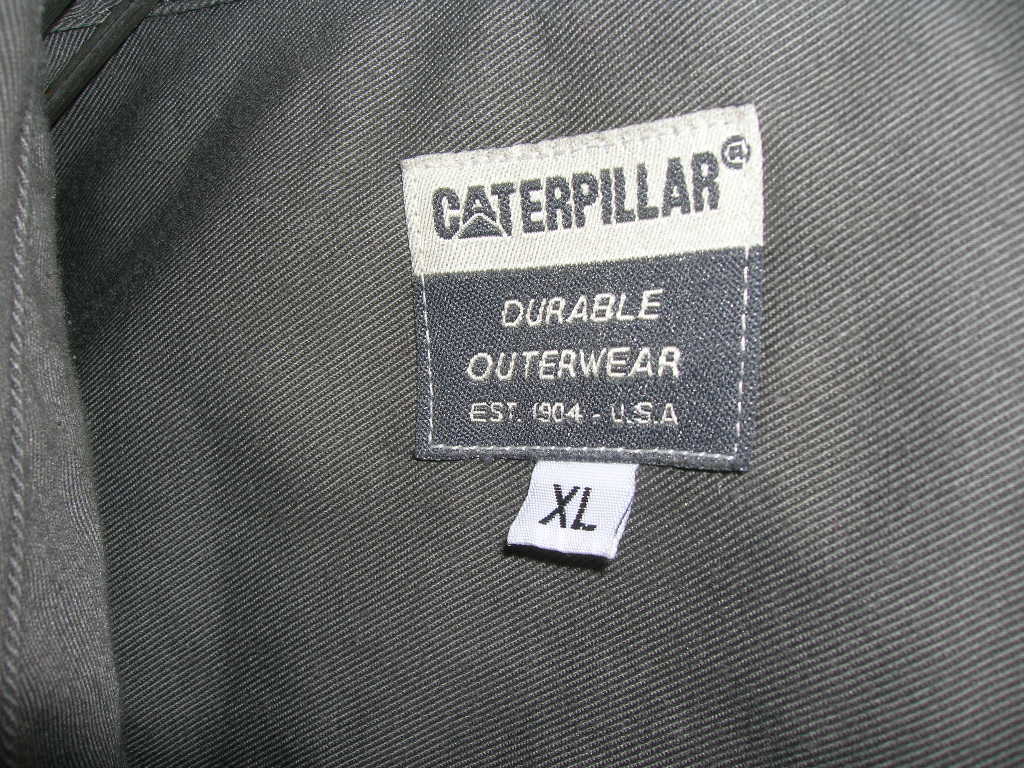 CATERPILLAR®
DURABLE
OUTERWEAR
EST. 1904 - U.S.A
XL